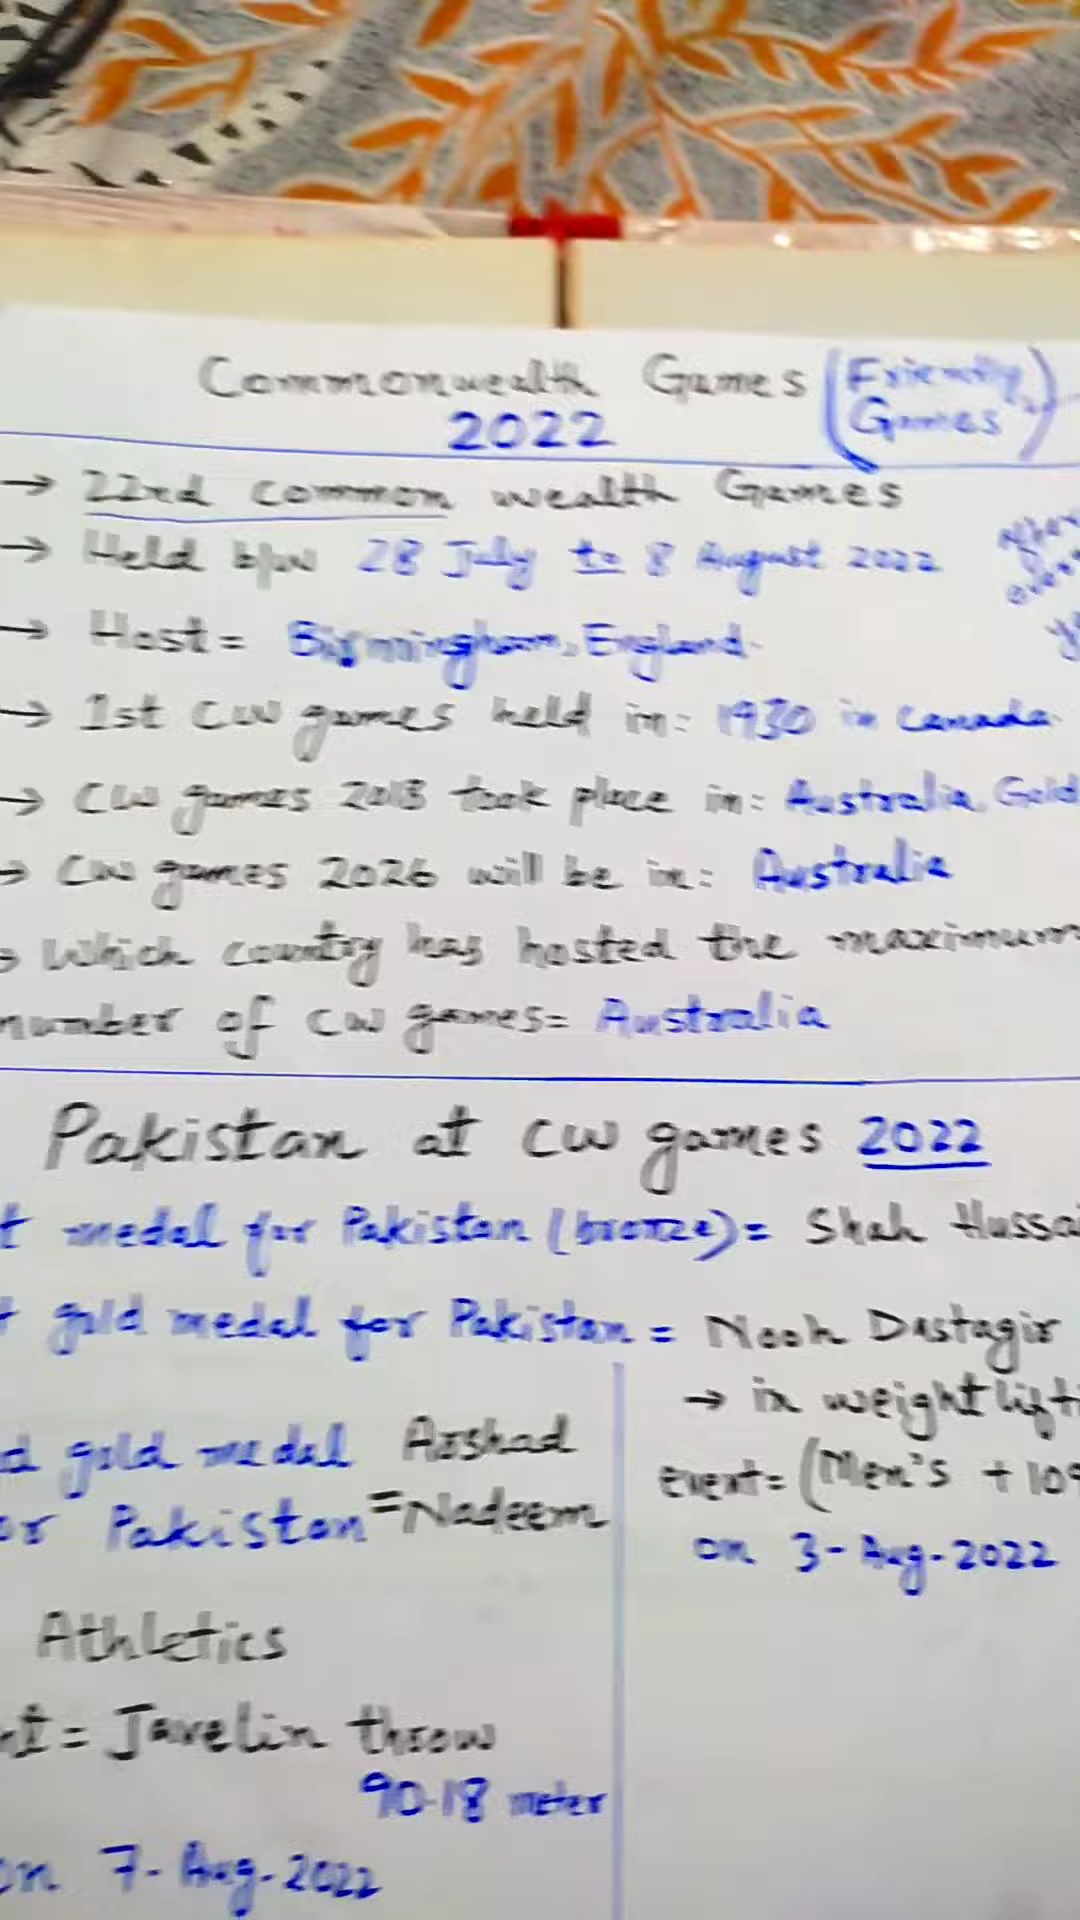 Commonwealth Games (Friendly Games)
2022
→ 22nd common wealth Games
→ Held b/w 28 July to 8 August 2022
→ Host = Birmingham, England.
→ 1st CW games held in: 1930 in Canada.
→ CW games 2018 took place in: Australia, Gold
→ CW games 2026 will be in: Australia
→ Which country has hosted the maximum
number of CW games = Australia
Pakistan at CW games 2022
t medal for Pakistan (bronze) = Shah Hussai
t gold medal for Pakistan = Nooh Dastagir
→ in weight lifti
event = (Men's + 109
on 3-Aug-2022
d gold medal Arshad
or Pakistan = Nadeem
Athletics
nt = Javelin throw
90.18 meter
on 7-Aug-2022